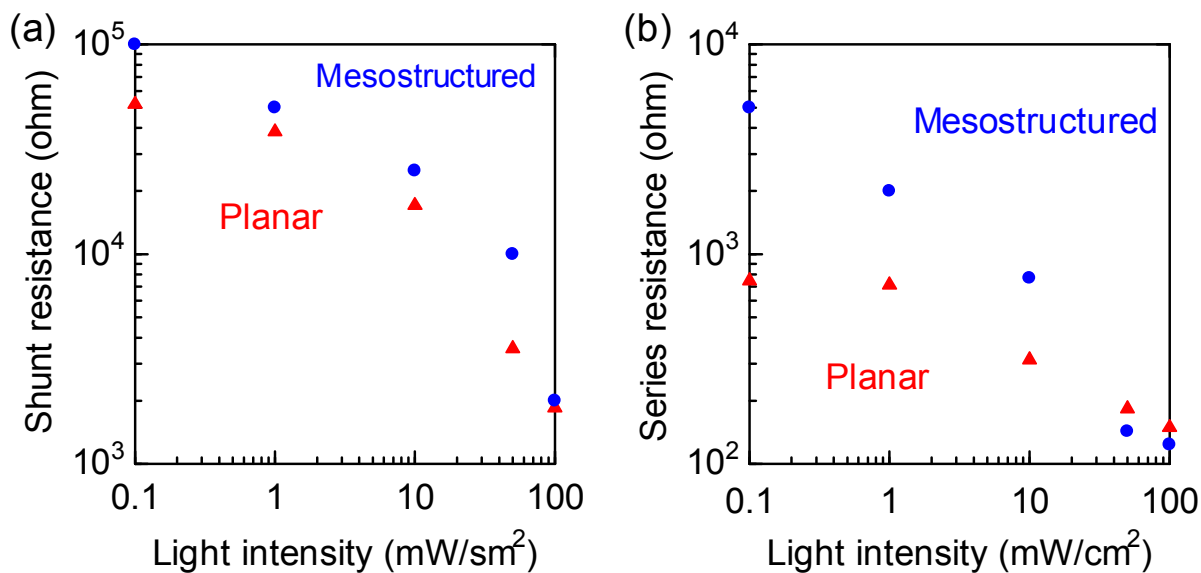 (a)
Shunt resistance (ohm)
10^5
10^4
10^3
Mesostructured
Planar
0.1 1 10 100
Light intensity (mW/sm^2)
(b)
Series resistance (ohm)
10^4
10^3
10^2
Mesostructured
Planar
0.1 1 10 100
Light intensity (mW/cm^2)